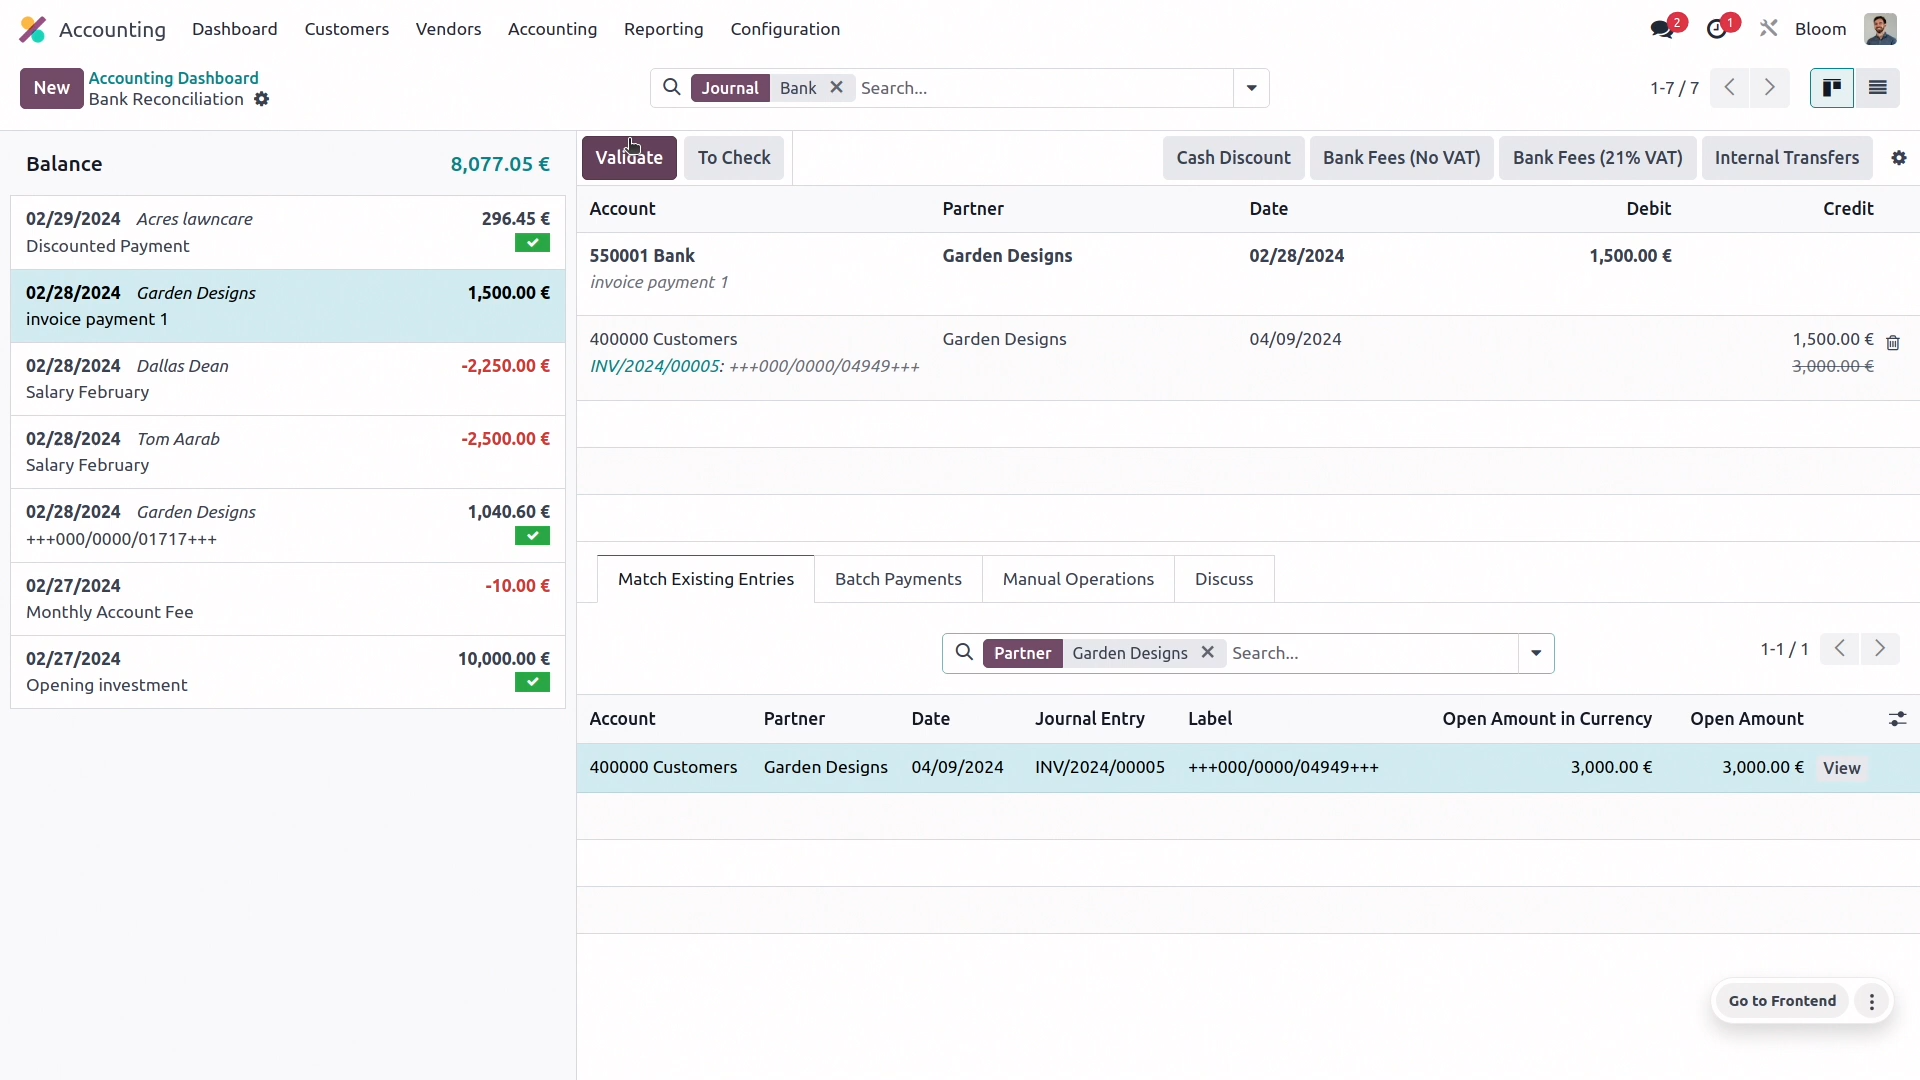 Accounting Dashboard Customers Vendors Accounting Reporting Configuration 2 1 Bloom
New Accounting Dashboard
Bank Reconciliation
Journal Bank Search...
1-7 / 7
Balance 8,077.05 €
02/29/2024 Acres lawncare 296.45 €
Discounted Payment
02/28/2024 Garden Designs 1,500.00 €
invoice payment 1
02/28/2024 Dallas Dean -2,250.00 €
Salary February
02/28/2024 Tom Aarab -2,500.00 €
Salary February
02/28/2024 Garden Designs 1,040.60 €
+++000/0000/01717+++
02/27/2024 -10.00 €
Monthly Account Fee
02/27/2024 10,000.00 €
Opening investment
Validate To Check Cash Discount Bank Fees (No VAT) Bank Fees (21% VAT) Internal Transfers
Account Partner Date Debit Credit
550001 Bank Garden Designs 02/28/2024 1,500.00 €
invoice payment 1
400000 Customers Garden Designs 04/09/2024 1,500.00 €
INV/2024/00005: +++000/0000/04949+++ 3,000.00 €
Match Existing Entries Batch Payments Manual Operations Discuss
Partner Garden Designs Search...
1-1 / 1
Account Partner Date Journal Entry Label Open Amount in Currency Open Amount
400000 Customers Garden Designs 04/09/2024 INV/2024/00005 +++000/0000/04949+++ 3,000.00 € 3,000.00 € View
Go to Frontend